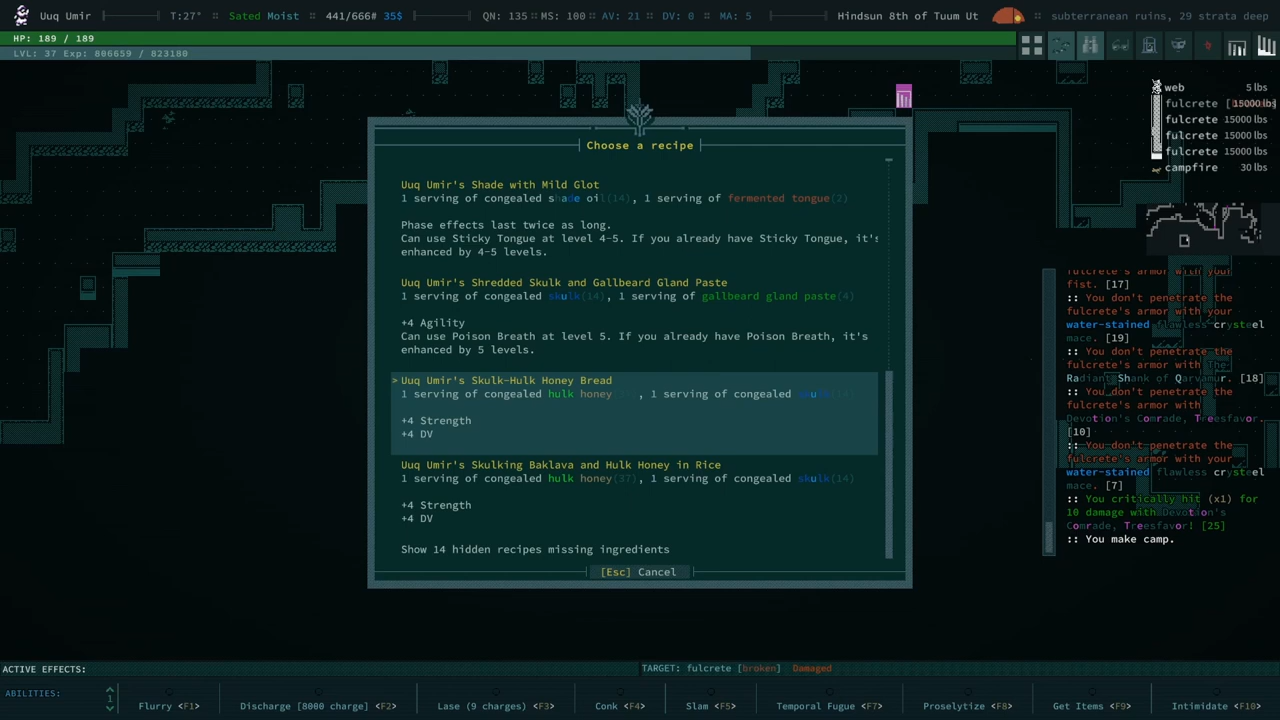 Uuq Umir T:27° Sated Moist 441/666# 35$ QN: 135 MS: 100 AV: 21 DV: 0 MA: 5 Hindsun 8th of Tuum Ut subterranean ruins, 29 strata deep
HP: 189 / 189
LVL: 37 Exp: 806659 / 823180
web 5 lbs
fulcrete 15000 lbs
fulcrete 15000 lbs
fulcrete 15000 lbs
fulcrete 15000 lbs
campfire 30 lbs
Choose a recipe
Uuq Umir's Shade with Mild Glot
1 serving of congealed shade oil(14), 1 serving of fermented tongue(2)
Phase effects last twice as long.
Can use Sticky Tongue at level 4-5. If you already have Sticky Tongue, it's
enhanced by 4-5 levels.
Uuq Umir's Shredded Skulk and Gallbeard Gland Paste
1 serving of congealed skulk(14), 1 serving of gallbeard gland paste(4)
+4 Agility
Can use Poison Breath at level 5. If you already have Poison Breath, it's
enhanced by 5 levels.
> Uuq Umir's Skulk-Hulk Honey Bread
1 serving of congealed hulk honey , 1 serving of congealed skulk
+4 Strength
+4 DV
Uuq Umir's Skulking Baklava and Hulk Honey in Rice
1 serving of congealed hulk honey(37), 1 serving of congealed skulk(14)
+4 Strength
+4 DV
Show 14 hidden recipes missing ingredients
[Esc] Cancel
fulcrete's armor with your
fist. [17]
:: You don't penetrate the
fulcrete's armor with your
water-stained flawless crysteel
mace. [19]
:: You don't penetrate the
fulcrete's armor with The
Radiant Shank of Qarvamur. [18]
:: You don't penetrate the
fulcrete's armor with
Devotion's Comrade, Treesfavor.
[10]
:: You don't penetrate the
fulcrete's armor with your
water-stained flawless crysteel
mace. [7]
:: You critically hit (x1) for
10 damage with Devotion's
Comrade, Treesfavor! [25]
:: You make camp.
ACTIVE EFFECTS: TARGET: fulcrete [broken] Damaged
ABILITIES: 1 Flurry <F1> Discharge [8000 charge] <F2> Lase (9 charges) <F3> Conk <F4> Slam <F5> Temporal Fugue <F7> Proselytize <F8> Get Items <F9> Intimidate <F10>